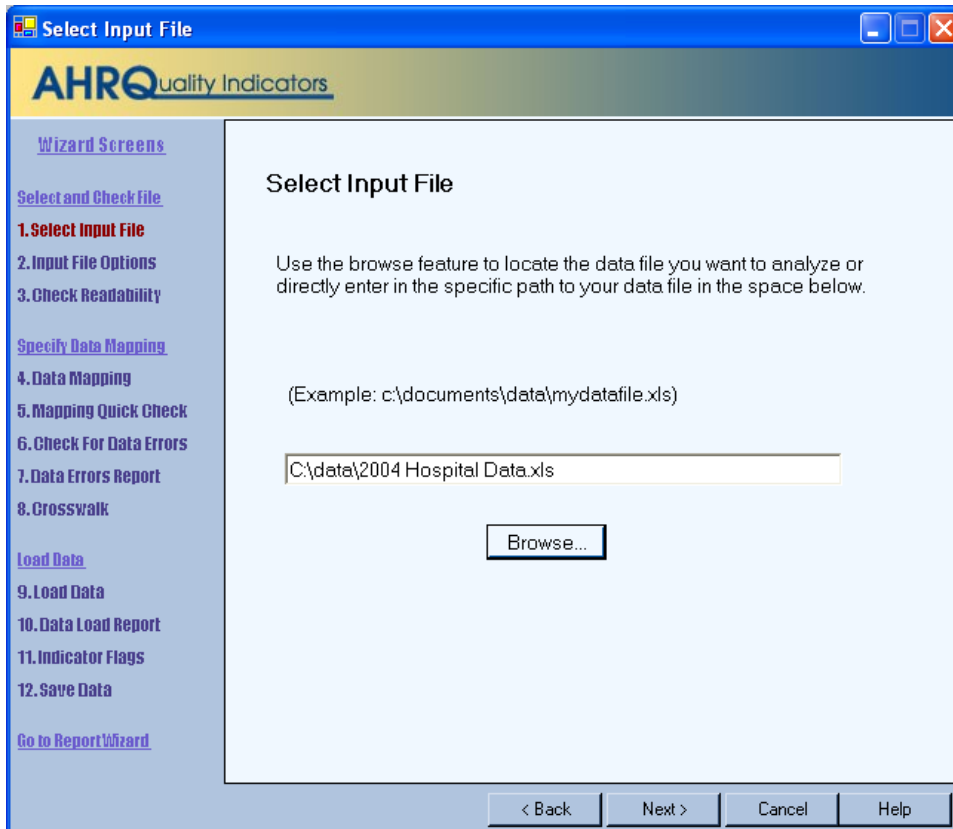 Select Input File
AHRQuality Indicators
Wizard Screens
Select and Check File
1. Select Input File
2. Input File Options
3. Check Readability
Specify Data Mapping
4. Data Mapping
5. Mapping Quick Check
6. Check For Data Errors
7. Data Errors Report
8. Crosswalk
Load Data
9. Load Data
10. Data Load Report
11. Indicator Flags
12. Save Data
Go to Report Wizard
Select Input File
Use the browse feature to locate the data file you want to analyze or
directly enter in the specific path to your data file in the space below.
(Example: c:\documents\data\mydatafile.xls)
C:\data\2004 Hospital Data.xls
Browse...
< Back
Next >
Cancel
Help